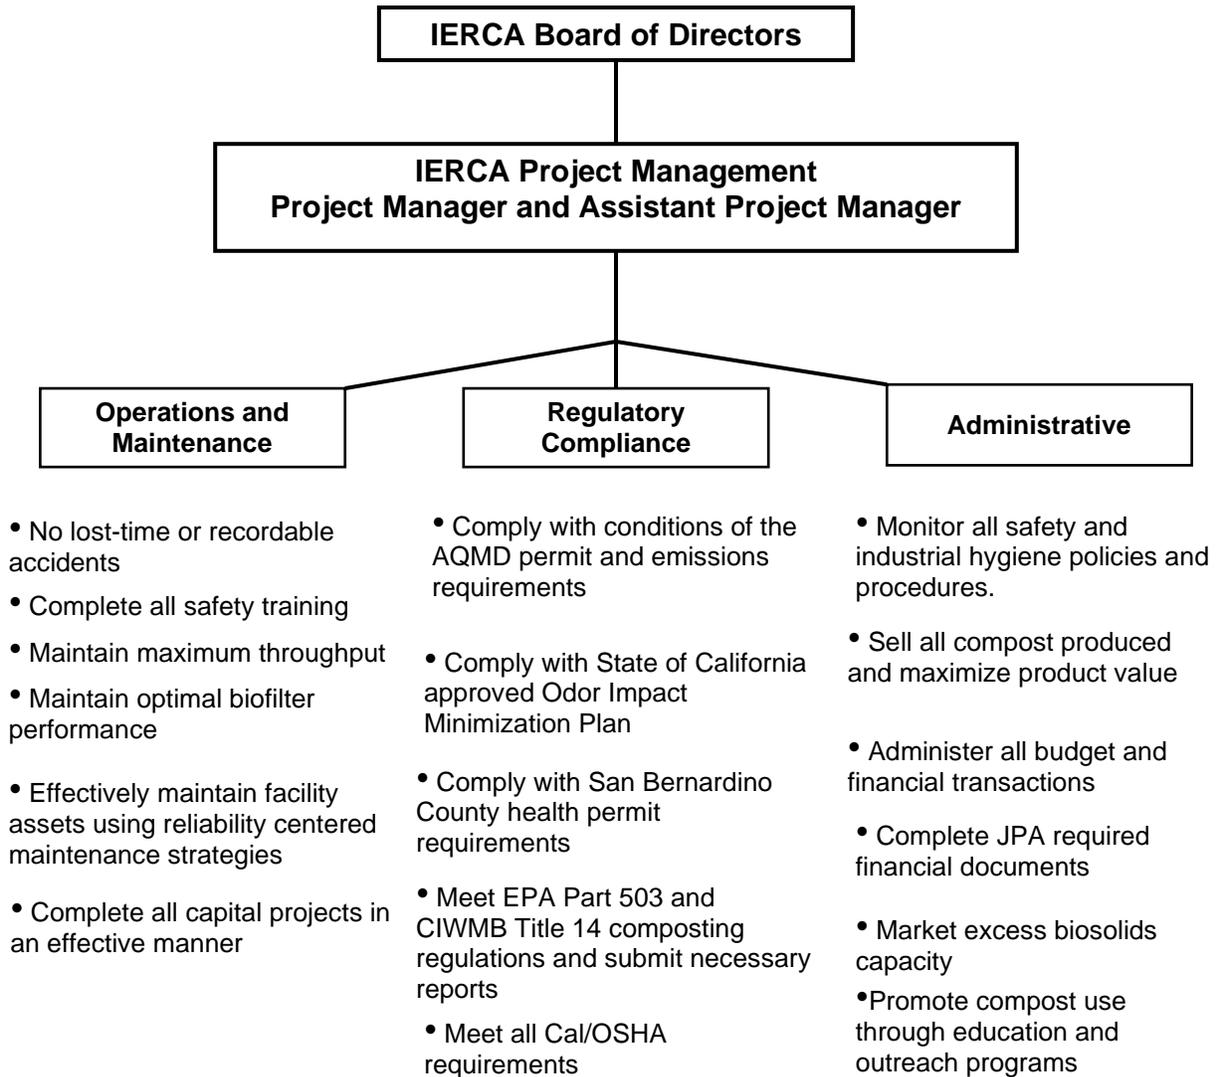 IERCA Board of Directors
IERCA Project Management
Project Manager and Assistant Project Manager
Operations and
Maintenance
• No lost-time or recordable
accidents
• Complete all safety training
• Maintain maximum throughput
• Maintain optimal biofilter
performance
• Effectively maintain facility
assets using reliability centered
maintenance strategies
• Complete all capital projects in
an effective manner
Regulatory
Compliance
• Comply with conditions of the
AQMD permit and emissions
requirements
• Comply with State of California
approved Odor Impact
Minimization Plan
• Comply with San Bernardino
County health permit
requirements
• Meet EPA Part 503 and
CIWMB Title 14 composting
regulations and submit necessary
reports
• Meet all Cal/OSHA
requirements
Administrative
• Monitor all safety and
industrial hygiene policies and
procedures.
• Sell all compost produced
and maximize product value
• Administer all budget and
financial transactions
• Complete JPA required
financial documents
• Market excess biosolids
capacity
•Promote compost use
through education and
outreach programs